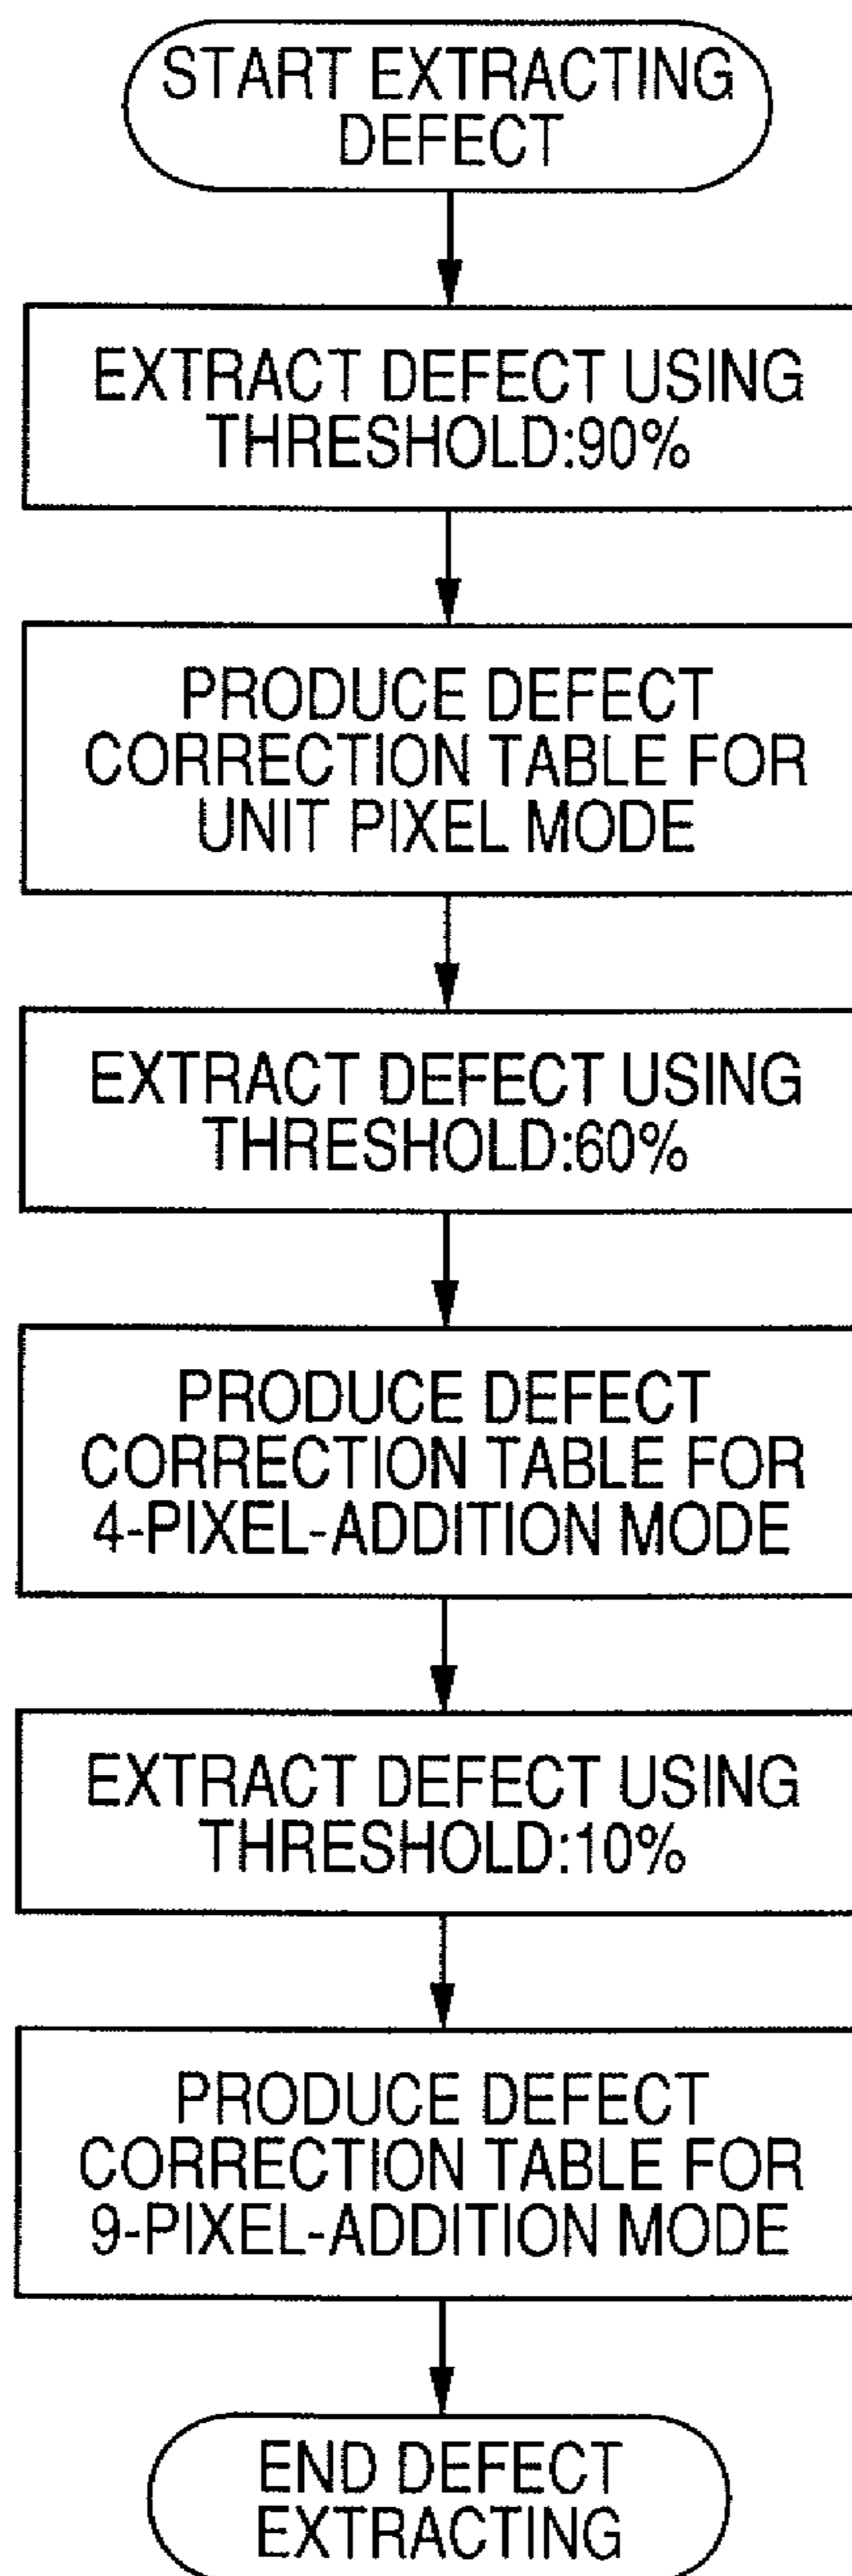 START EXTRACTING
DEFECT
EXTRACT DEFECT USING
THRESHOLD:90%
PRODUCE DEFECT
CORRECTION TABLE FOR
UNIT PIXEL MODE
EXTRACT DEFECT USING
THRESHOLD:60%
PRODUCE DEFECT
CORRECTION TABLE FOR
4-PIXEL-ADDITION MODE
EXTRACT DEFECT USING
THRESHOLD:10%
PRODUCE DEFECT
CORRECTION TABLE FOR
9-PIXEL-ADDITION MODE
END DEFECT
EXTRACTING